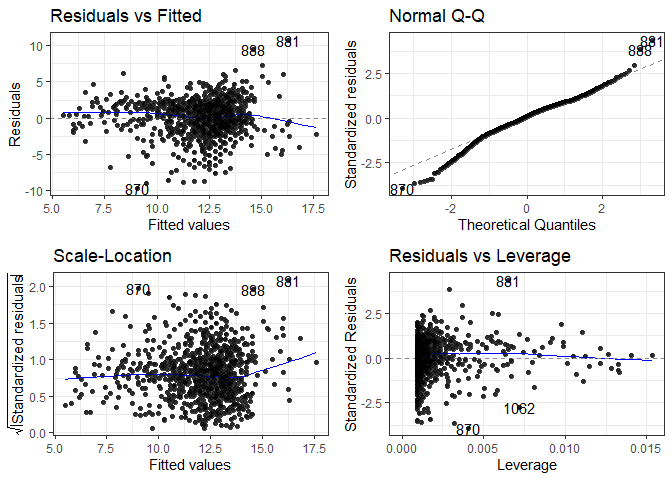 Residuals vs Fitted
Normal Q-Q
Residuals
10
5
0
-5
-10
881
888
870
5.0 7.5 10.0 12.5 15.0 17.5
Fitted values
Standardized residuals
2.5
0.0
-2.5
881
888
870
-2 0 2
Theoretical Quantiles
Scale-Location
Residuals vs Leverage
√|Standardized residuals|
2.0
1.5
1.0
0.5
0.0
870
888
881
5.0 7.5 10.0 12.5 15.0 17.5
Fitted values
Standardized Residuals
2.5
0.0
-2.5
881
1062
870
0.000 0.005 0.010 0.015
Leverage